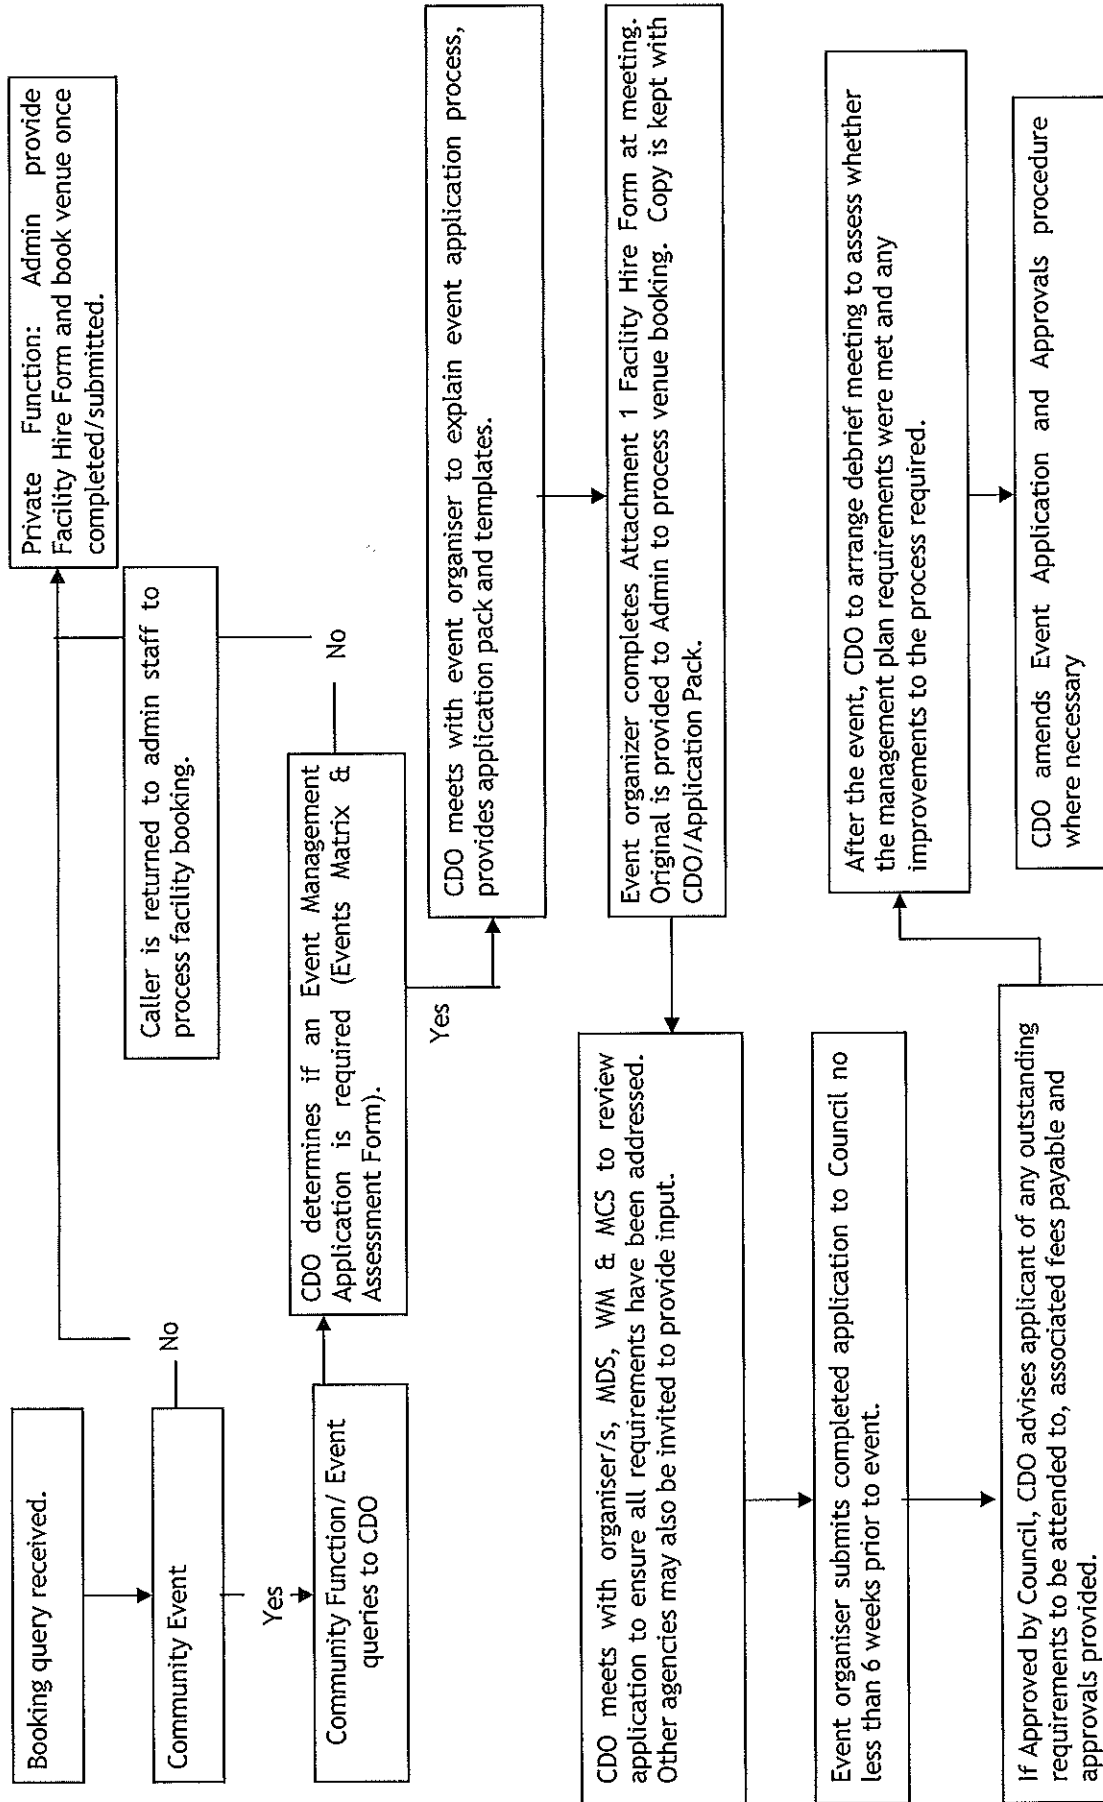 Booking query received.
Community Event
No
Yes
Community Function/ Event
queries to CDO
Private Function: Admin provide
Facility Hire Form and book venue once
completed/submitted.
Caller is returned to admin staff to
process facility booking.
CDO determines if an Event Management
Application is required (Events Matrix &
Assessment Form).
No
Yes
CDO meets with event organiser to explain event application process,
provides application pack and templates.
Event organizer completes Attachment 1 Facility Hire Form at meeting.
Original is provided to Admin to process venue booking. Copy is kept with
CDO/Application Pack.
CDO meets with organiser/s, MDS, WM & MCS to review
application to ensure all requirements have been addressed.
Other agencies may also be invited to provide input.
Event organiser submits completed application to Council no
less than 6 weeks prior to event.
If Approved by Council, CDO advises applicant of any outstanding
requirements to be attended to, associated fees payable and
approvals provided.
After the event, CDO to arrange debrief meeting to assess whether
the management plan requirements were met and any
improvements to the process required.
CDO amends Event Application and Approvals procedure
where necessary